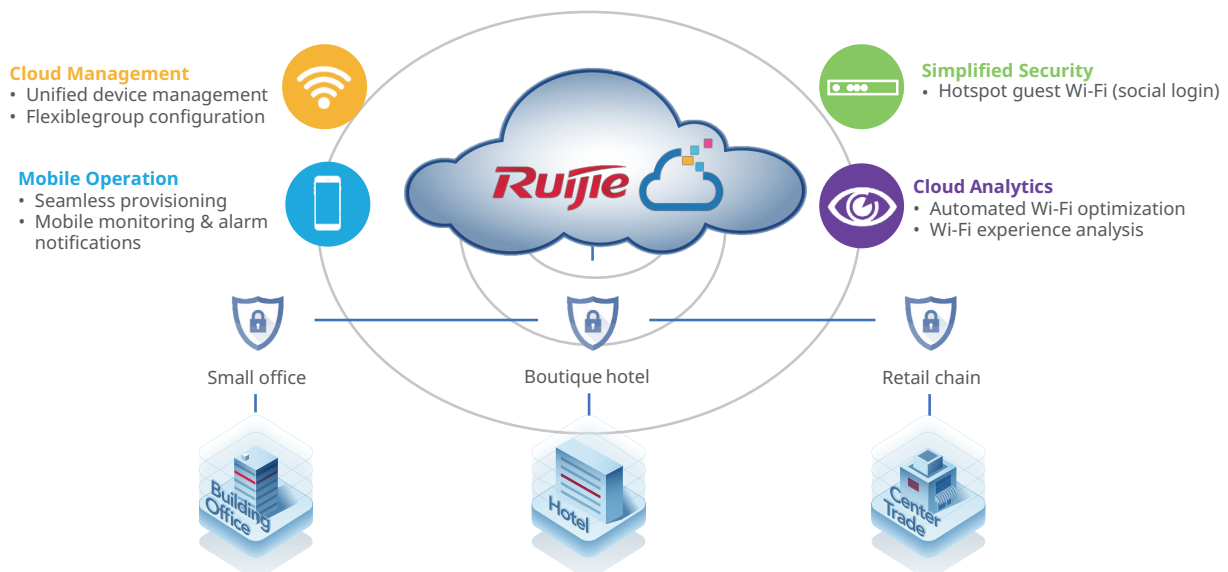 Cloud Management
• Unified device management
• Flexiblegroup configuration
Mobile Operation
• Seamless provisioning
• Mobile monitoring & alarm
notifications
Ruijie
Simplified Security
• Hotspot guest Wi-Fi (social login)
Cloud Analytics
• Automated Wi-Fi optimization
• Wi-Fi experience analysis
Small office
Boutique hotel
Retail chain
Building
Office
Hotel
Center
Trade